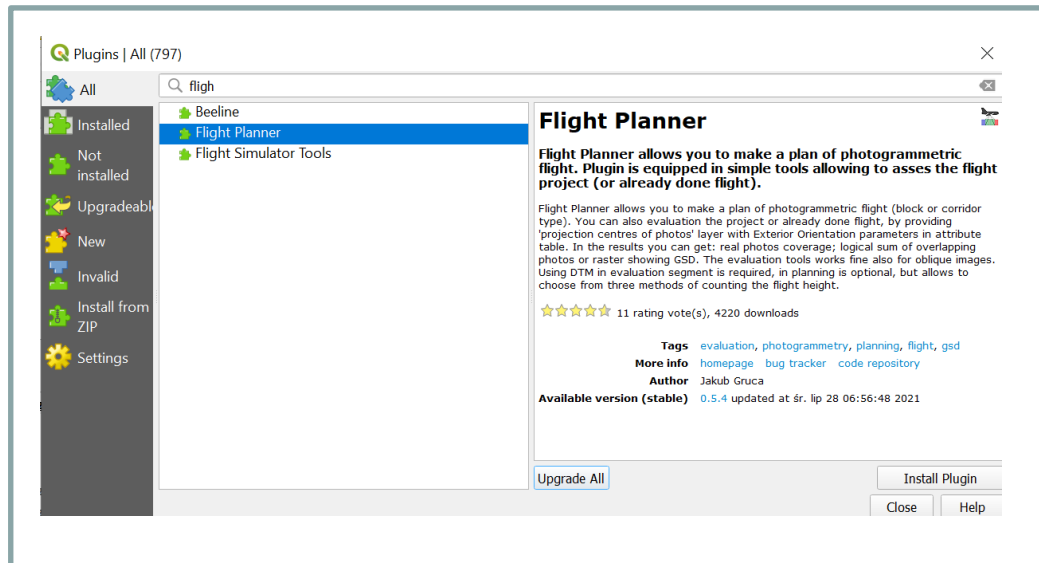 Plugins | All (797)
All
fligh
Installed
Not
installed
Upgradeabl
New
Invalid
Install from
ZIP
Settings
Beeline
Flight Planner
Flight Simulator Tools
Flight Planner
Flight Planner allows you to make a plan of photogrammetric
flight. Plugin is equipped in simple tools allowing to asses the flight
project (or already done flight).
Flight Planner allows you to make a plan of photogrammetric flight (block or corridor
type). You can also evaluation the project or already done flight, by providing
'projection centres of photos' layer with Exterior Orientation parameters in attribute
table. In the results you can get: real photos coverage; logical sum of overlapping
photos or raster showing GSD. The evaluation tools works fine also for oblique images.
Using DTM in evaluation segment is required, in planning is optional, but allows to
choose from three methods of counting the flight height.
11 rating vote(s), 4220 downloads
Tags evaluation, photogrammetry, planning, flight, gsd
More info homepage bug tracker code repository
Author Jakub Gruca
Available version (stable) 0.5.4 updated at śr. lip 28 06:56:48 2021
Upgrade All
Install Plugin
Close
Help